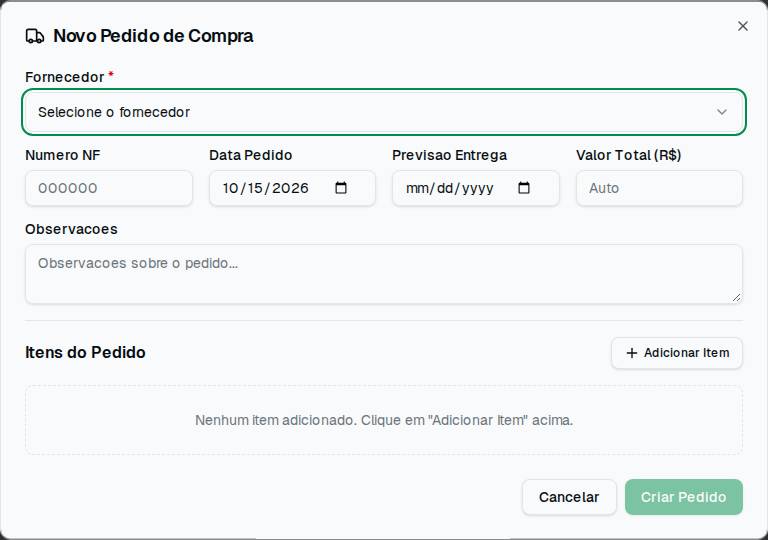 Novo Pedido de Compra
Fornecedor *
Selecione o fornecedor
Numero NF
Data Pedido
Previsao Entrega
Valor Total (R$)
000000
10/15/2026
mm/dd/yyyy
Auto
Observacoes
Observacoes sobre o pedido...
Itens do Pedido
+ Adicionar Item
Nenhum item adicionado. Clique em "Adicionar Item" acima.
Cancelar
Criar Pedido